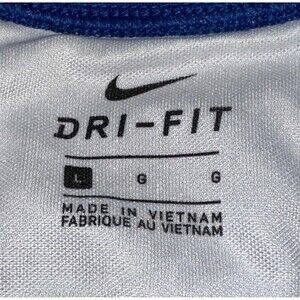 DRI-FIT
L G G
MADE IN VIETNAM
FABRIQUE AU VIETNAM